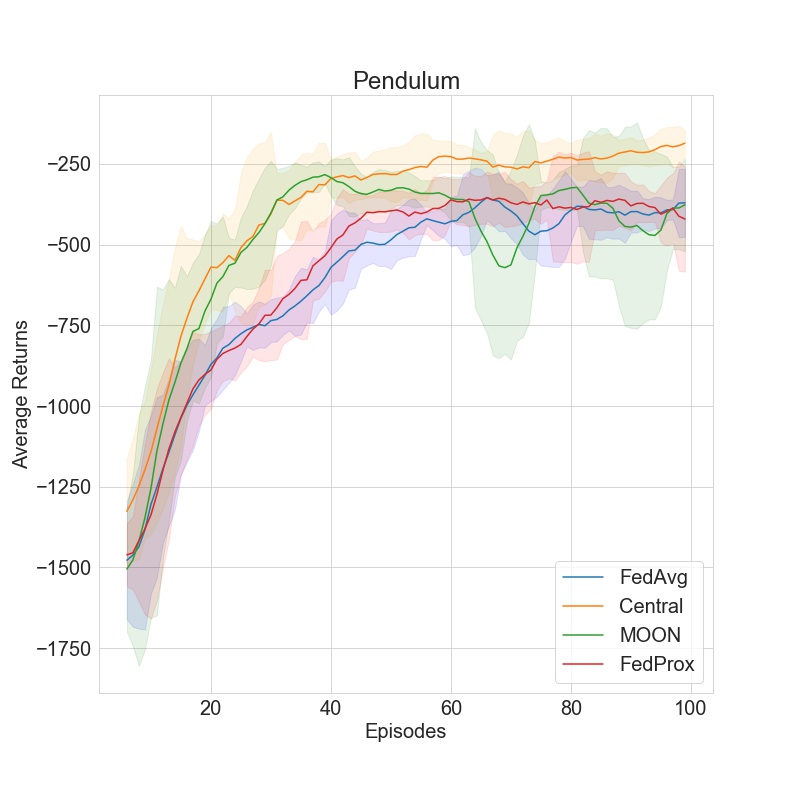 Pendulum
−250
−500
−750
−1000
−1250
−1500
−1750
Average Returns
20 40 60 80 100
Episodes
FedAvg
Central
MOON
FedProx